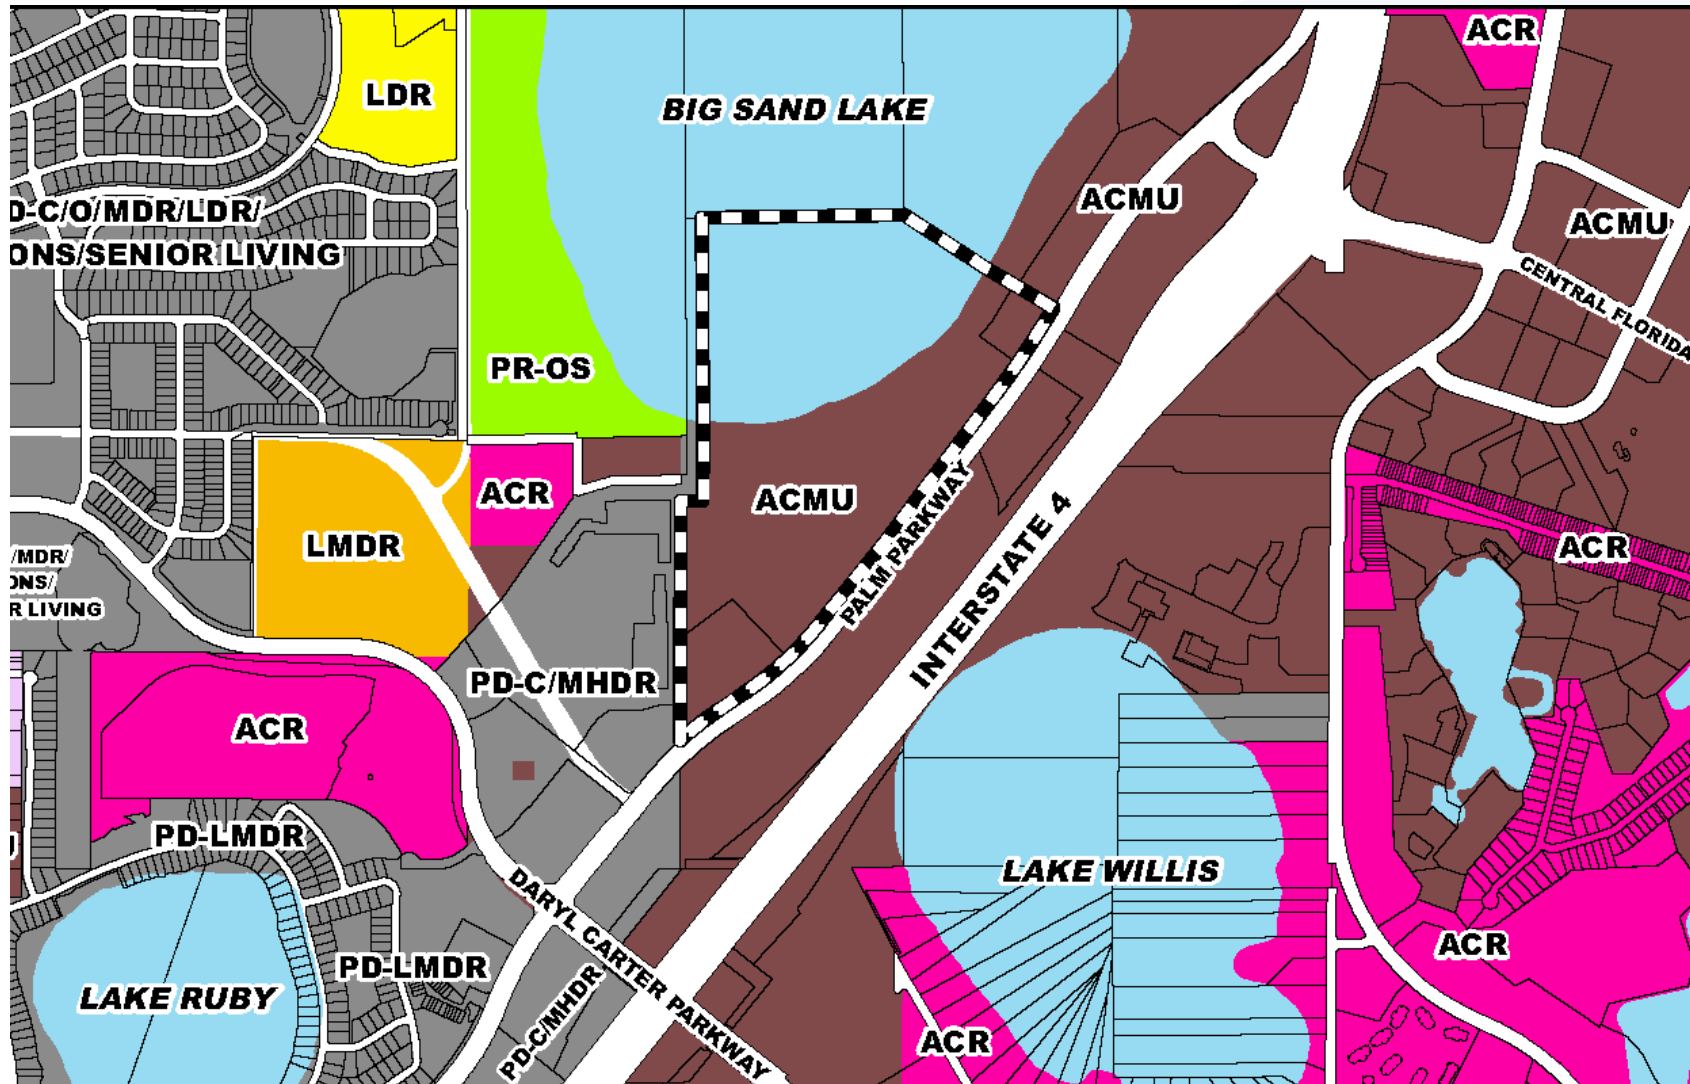 ACR
LDR
BIG SAND LAKE
ACMU
D-C/O/MDR/LDR/
ONS/SENIOR LIVING
ACMU
CENTRAL FLORIDA
PR-OS
ACR
ACMU
PALM PARKWAY
LMDR
INTERSTATE 4
ACR
/MDR/
ONS/
R LIVING
PD-C/MHDR
ACR
PD-LMDR
LAKE WILLIS
DARYL CARTER PARKWAY
ACR
PD-LMDR
LAKE RUBY
PD-C/MHDR
ACR